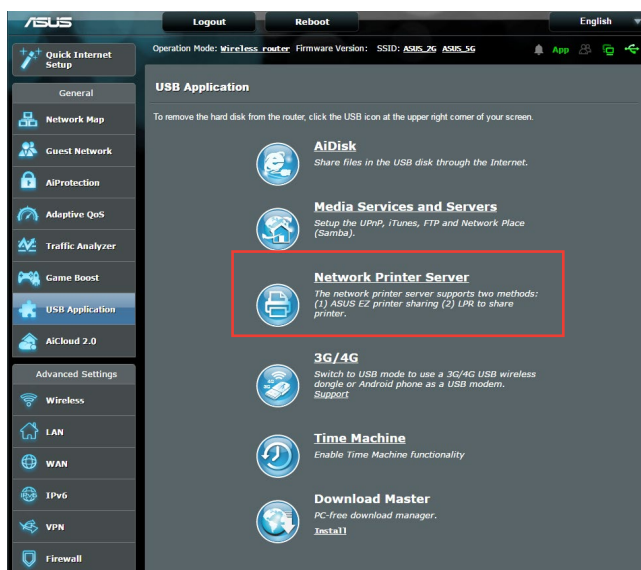 ASUS
Logout
Reboot
English
Quick Internet
Setup
Operation Mode: Wireless router Firmware Version: SSID: ASUS_2G ASUS_5G
App
General
Network Map
Guest Network
AiProtection
Adaptive QoS
Traffic Analyzer
Game Boost
USB Application
AiCloud 2.0
Advanced Settings
Wireless
LAN
WAN
IPv6
VPN
Firewall
USB Application
To remove the hard disk from the router, click the USB icon at the upper right corner of your screen.
AiDisk
Share files in the USB disk through the Internet.
Media Services and Servers
Setup the UPnP, iTunes, FTP and Network Place
(Samba).
Network Printer Server
The network printer server supports two methods:
(1) ASUS EZ printer sharing (2) LPR to share
printer.
3G/4G
Switch to USB mode to use a 3G/4G USB wireless
dongle or Android phone as a USB modem.
Support
Time Machine
Enable Time Machine functionality
Download Master
PC-free download manager.
Install